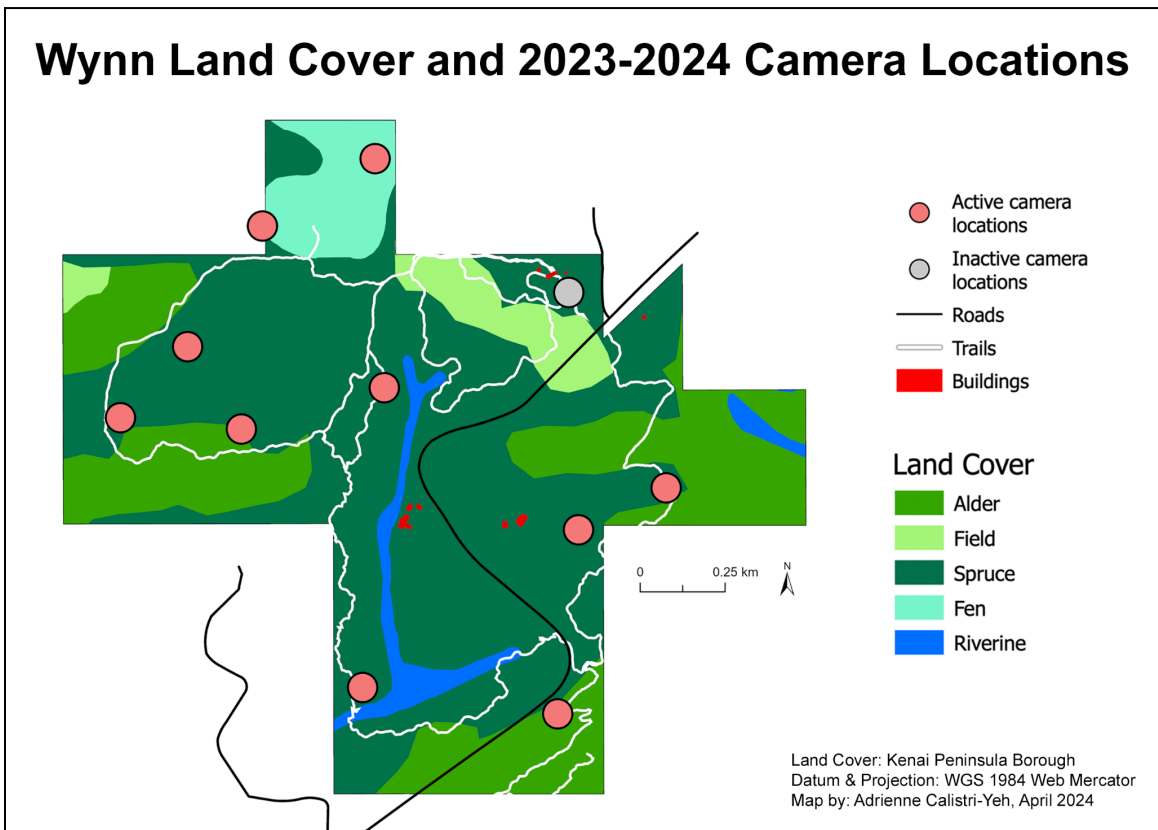 Wynn Land Cover and 2023-2024 Camera Locations
Active camera
locations
Inactive camera
locations
Roads
Trails
Buildings
Land Cover
Alder
Field
Spruce
Fen
Riverine
0 0.25 km
N
Land Cover: Kenai Peninsula Borough
Datum & Projection: WGS 1984 Web Mercator
Map by: Adrienne Calistri-Yeh, April 2024